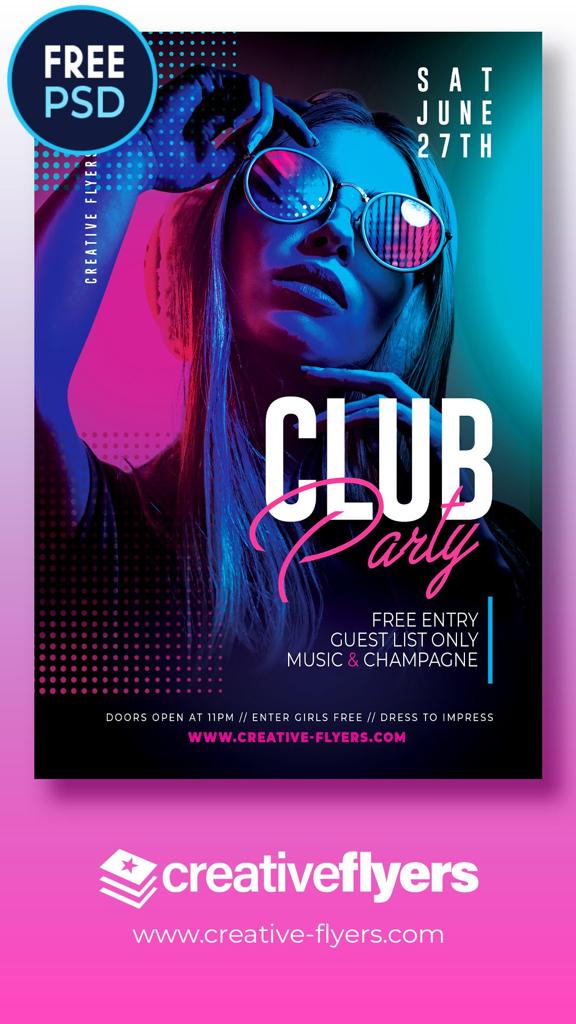 FREE
PSD
CREATIVE FLYERS
SAT
JUNE
27TH
CLUB
Party
FREE ENTRY
GUEST LIST ONLY
MUSIC & CHAMPAGNE
DOORS OPEN AT 11PM // ENTER GIRLS FREE // DRESS TO IMPRESS
WWW.CREATIVE-FLYERS.COM
creativeflyers
www.creative-flyers.com